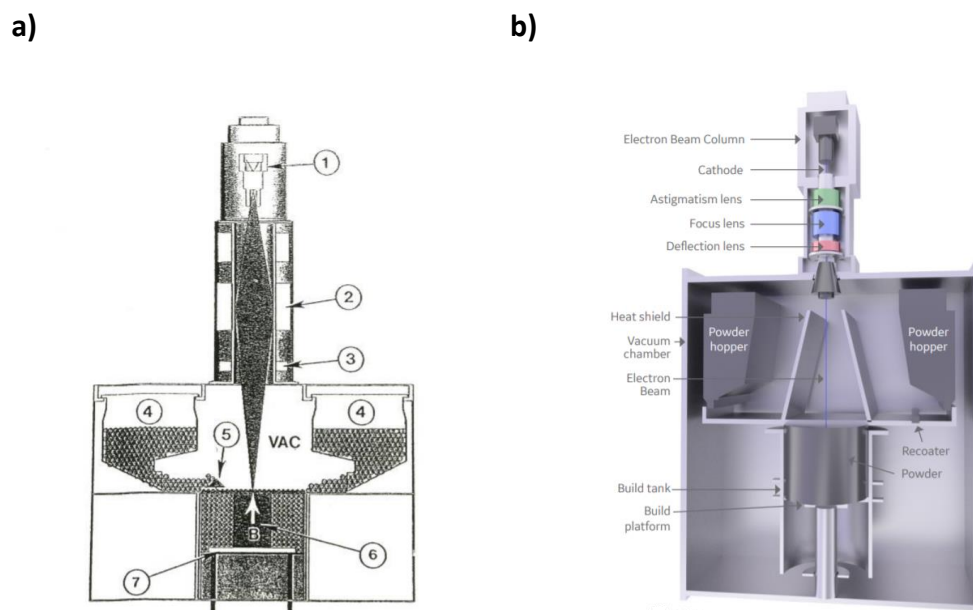 a)
b)
1
2
3
4
4
5
VAC
B
6
7
Electron Beam Column
Cathode
Astigmatism lens
Focus lens
Deflection lens
Heat shield
Powder
hopper
Powder
hopper
Vacuum
chamber
Electron
Beam
Recoater
Powder
Build tank
Build
platform